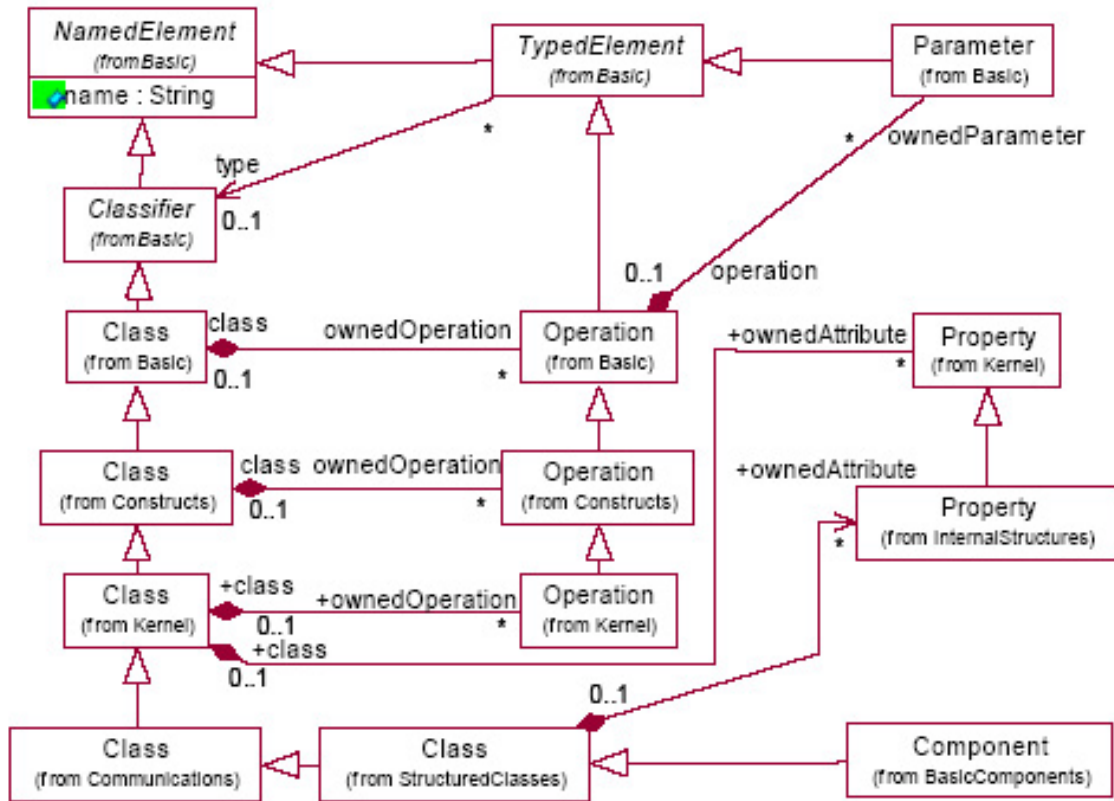 NamedElement
(from Basic)
name : String
TypedElement
(from Basic)
Parameter
(from Basic)
*
*
ownedParameter
type
0..1
Classifier
(from Basic)
0..1
operation
Class
(from Basic)
class
0..1
ownedOperation
*
Operation
(from Basic)
+ownedAttribute
*
Property
(from Kernel)
Class
(from Constructs)
class
0..1
ownedOperation
*
Operation
(from Constructs)
+ownedAttribute
*
Property
(from InternalStructures)
Class
(from Kernel)
+class
0..1
+ownedOperation
*
Operation
(from Kernel)
+class
0..1
0..1
Class
(from Communications)
Class
(from StructuredClasses)
Component
(from BasicComponents)